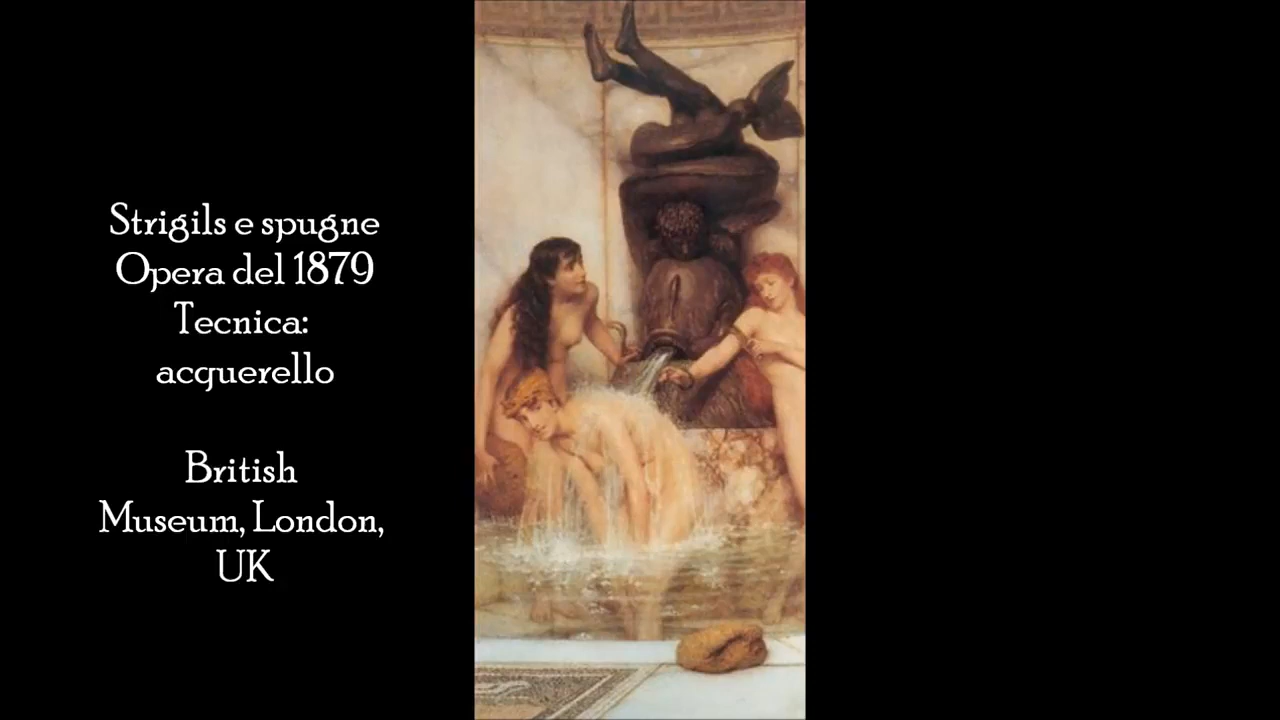 Strigils e spugne
Opera del 1879
Tecnica:
acquerello
British
Museum, London,
UK